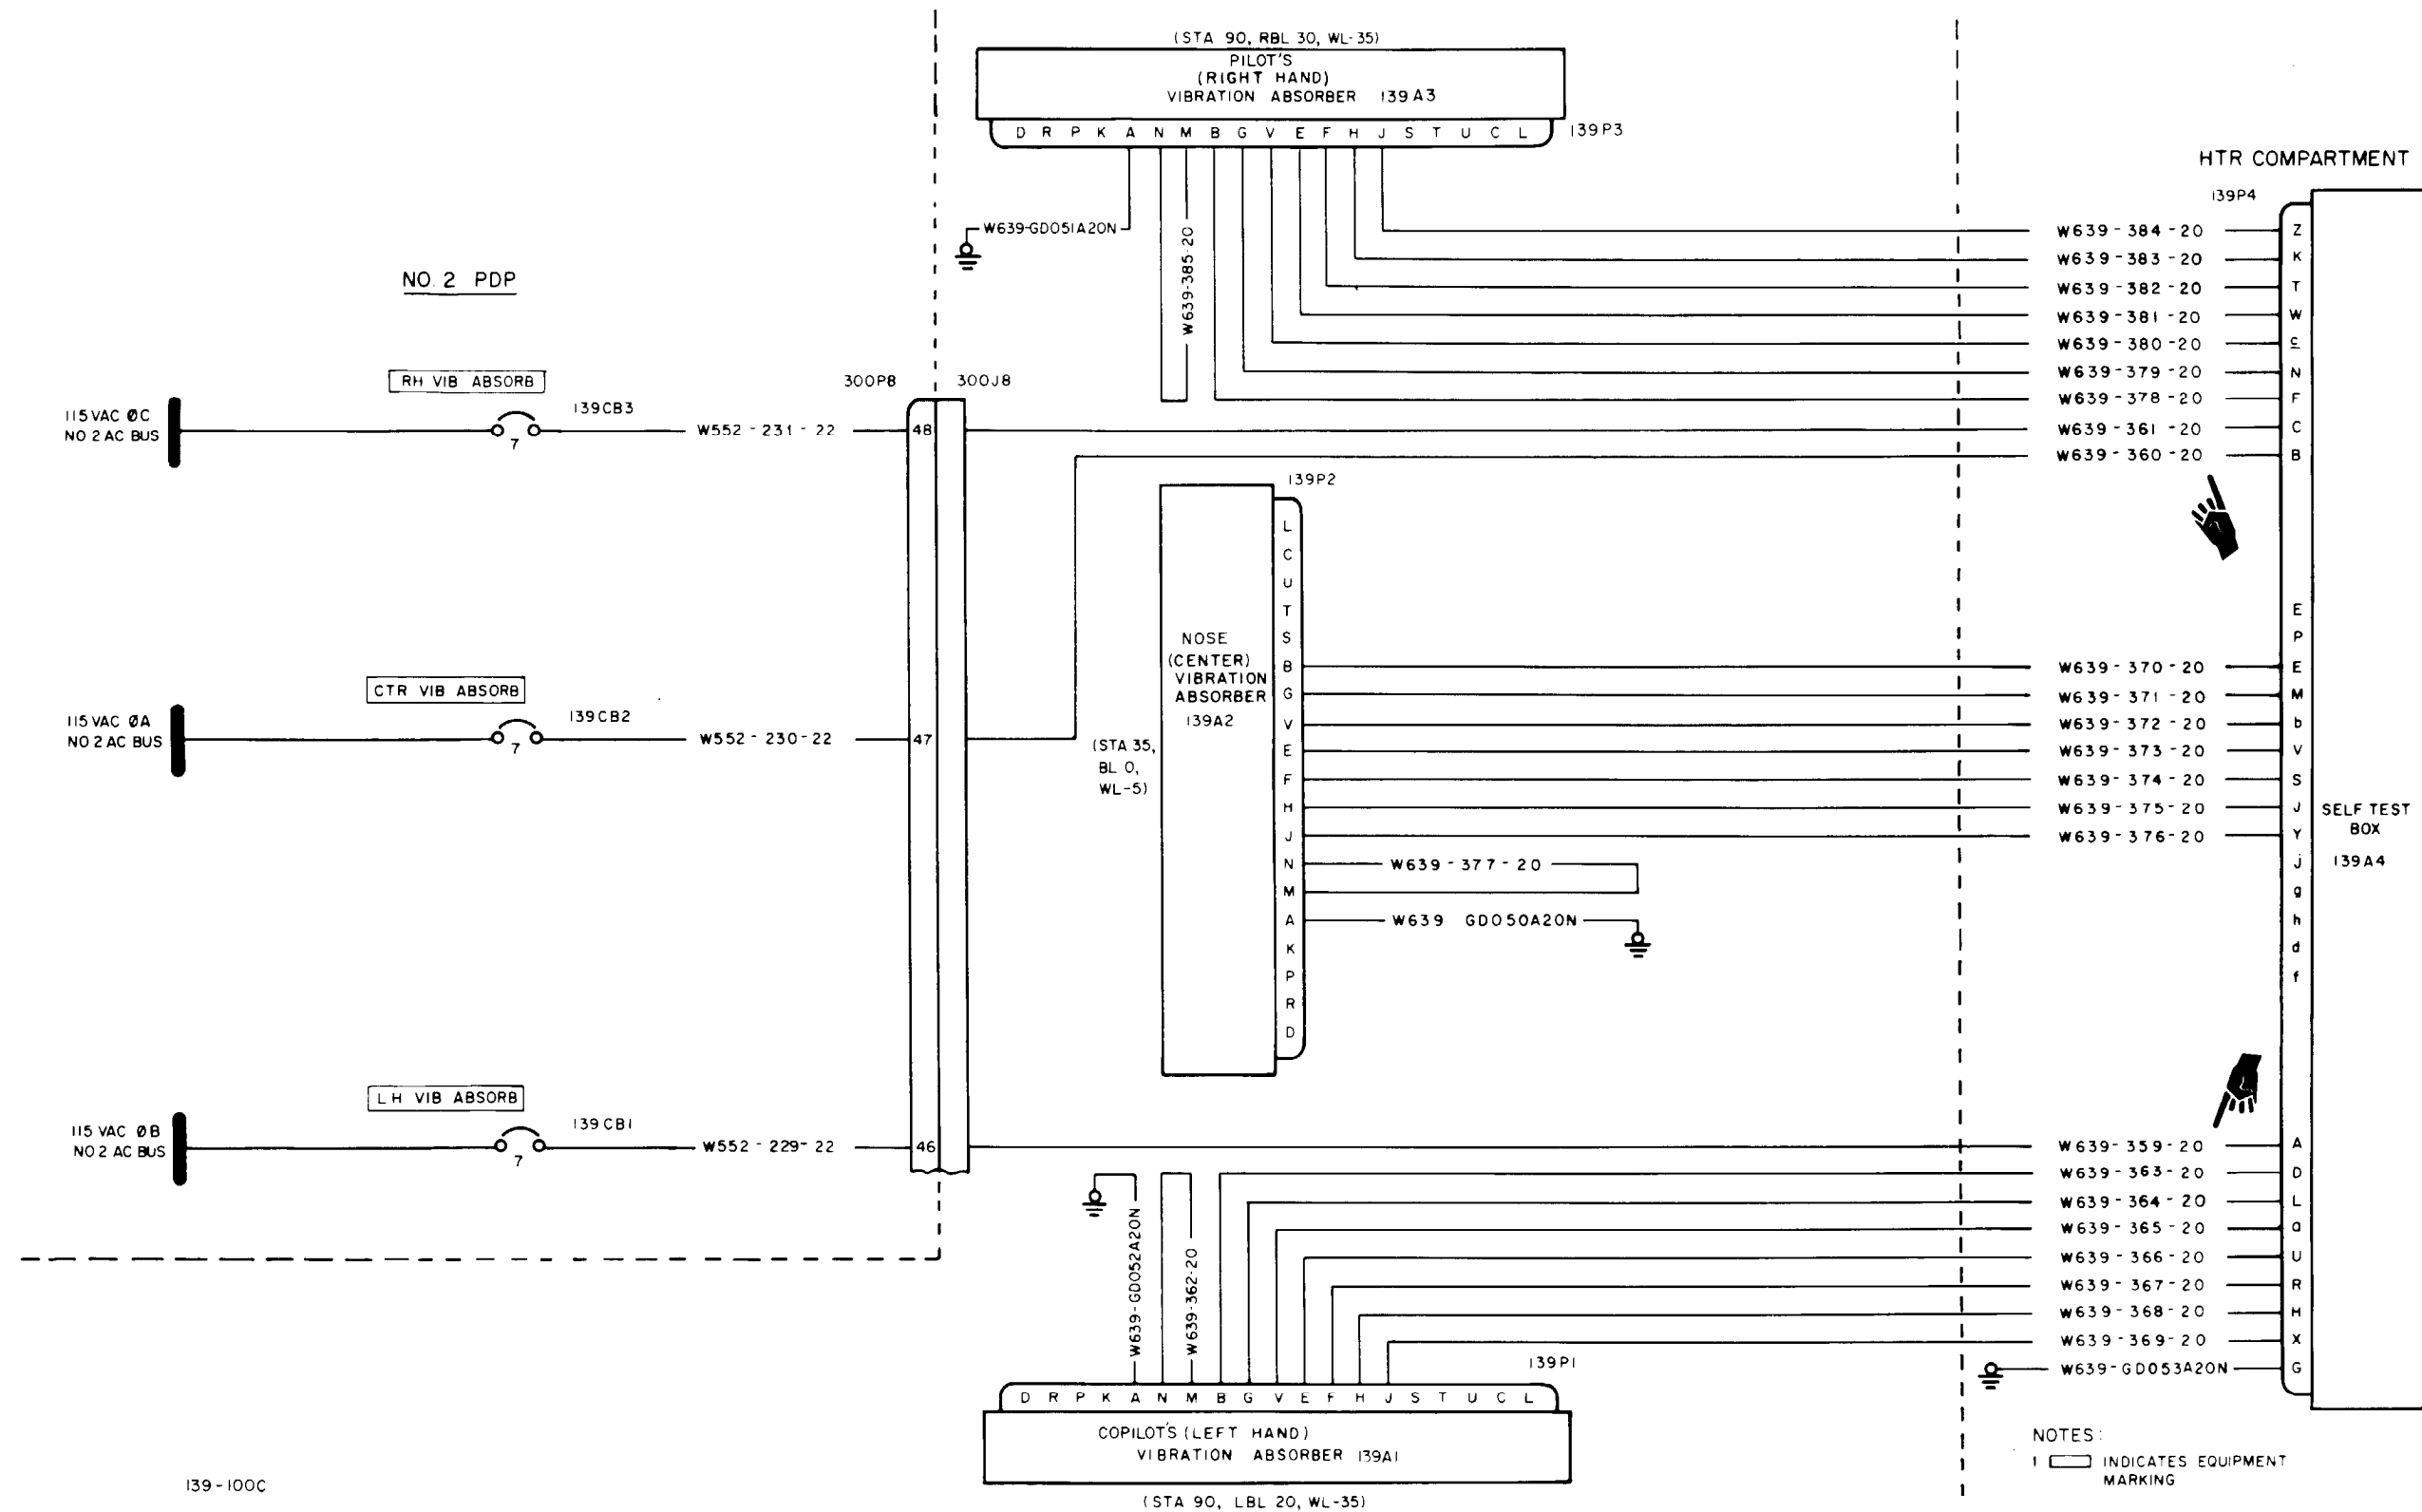 (STA 90, RBL 30, WL-35)
PILOT'S
(RIGHT HAND)
VIBRATION ABSORBER 139A3
D R P K A N M B G V E F H J S T U C L
139P3
HTR COMPARTMENT
139P4
W639-GD051A20N
W639-385-20
W639-384-20 Z
W639-383-20 K
W639-382-20 T
W639-381-20 W
W639-380-20 c
W639-379-20 N
W639-378-20 F
W639-361-20 C
W639-360-20 B
NO. 2 PDP
RH VIB ABSORB
300P8
300J8
115 VAC ØC
NO 2 AC BUS
139CB3
7
W552-231-22
48
139P2
L
C
U
T
S
B
G
V
E
F
H
J
N
M
A
K
P
R
D
NOSE
(CENTER)
VIBRATION
ABSORBER
139A2
(STA 35,
BL 0,
WL-5)
CTR VIB ABSORB
115 VAC ØA
NO 2 AC BUS
139CB2
7
W552-230-22
47
E
P
W639-370-20 E
W639-371-20 M
W639-372-20 b
W639-373-20 V
W639-374-20 S
W639-375-20 J
W639-376-20 Y
j
g
h
d
f
SELF TEST
BOX
139A4
W639-377-20
W639 GD050A20N
LH VIB ABSORB
115 VAC ØB
NO 2 AC BUS
139CB1
7
W552-229-22
46
W639-359-20 A
W639-363-20 D
W639-364-20 L
W639-365-20 a
W639-366-20 U
W639-367-20 R
W639-368-20 H
W639-369-20 X
W639-GD053A20N G
W639-GD052A20N
W639-362-20
139P1
D R P K A N M B G V E F H J S T U C L
COPILOT'S (LEFT HAND)
VIBRATION ABSORBER 139A1
(STA 90, LBL 20, WL-35)
NOTES:
1 INDICATES EQUIPMENT
MARKING
139-100C